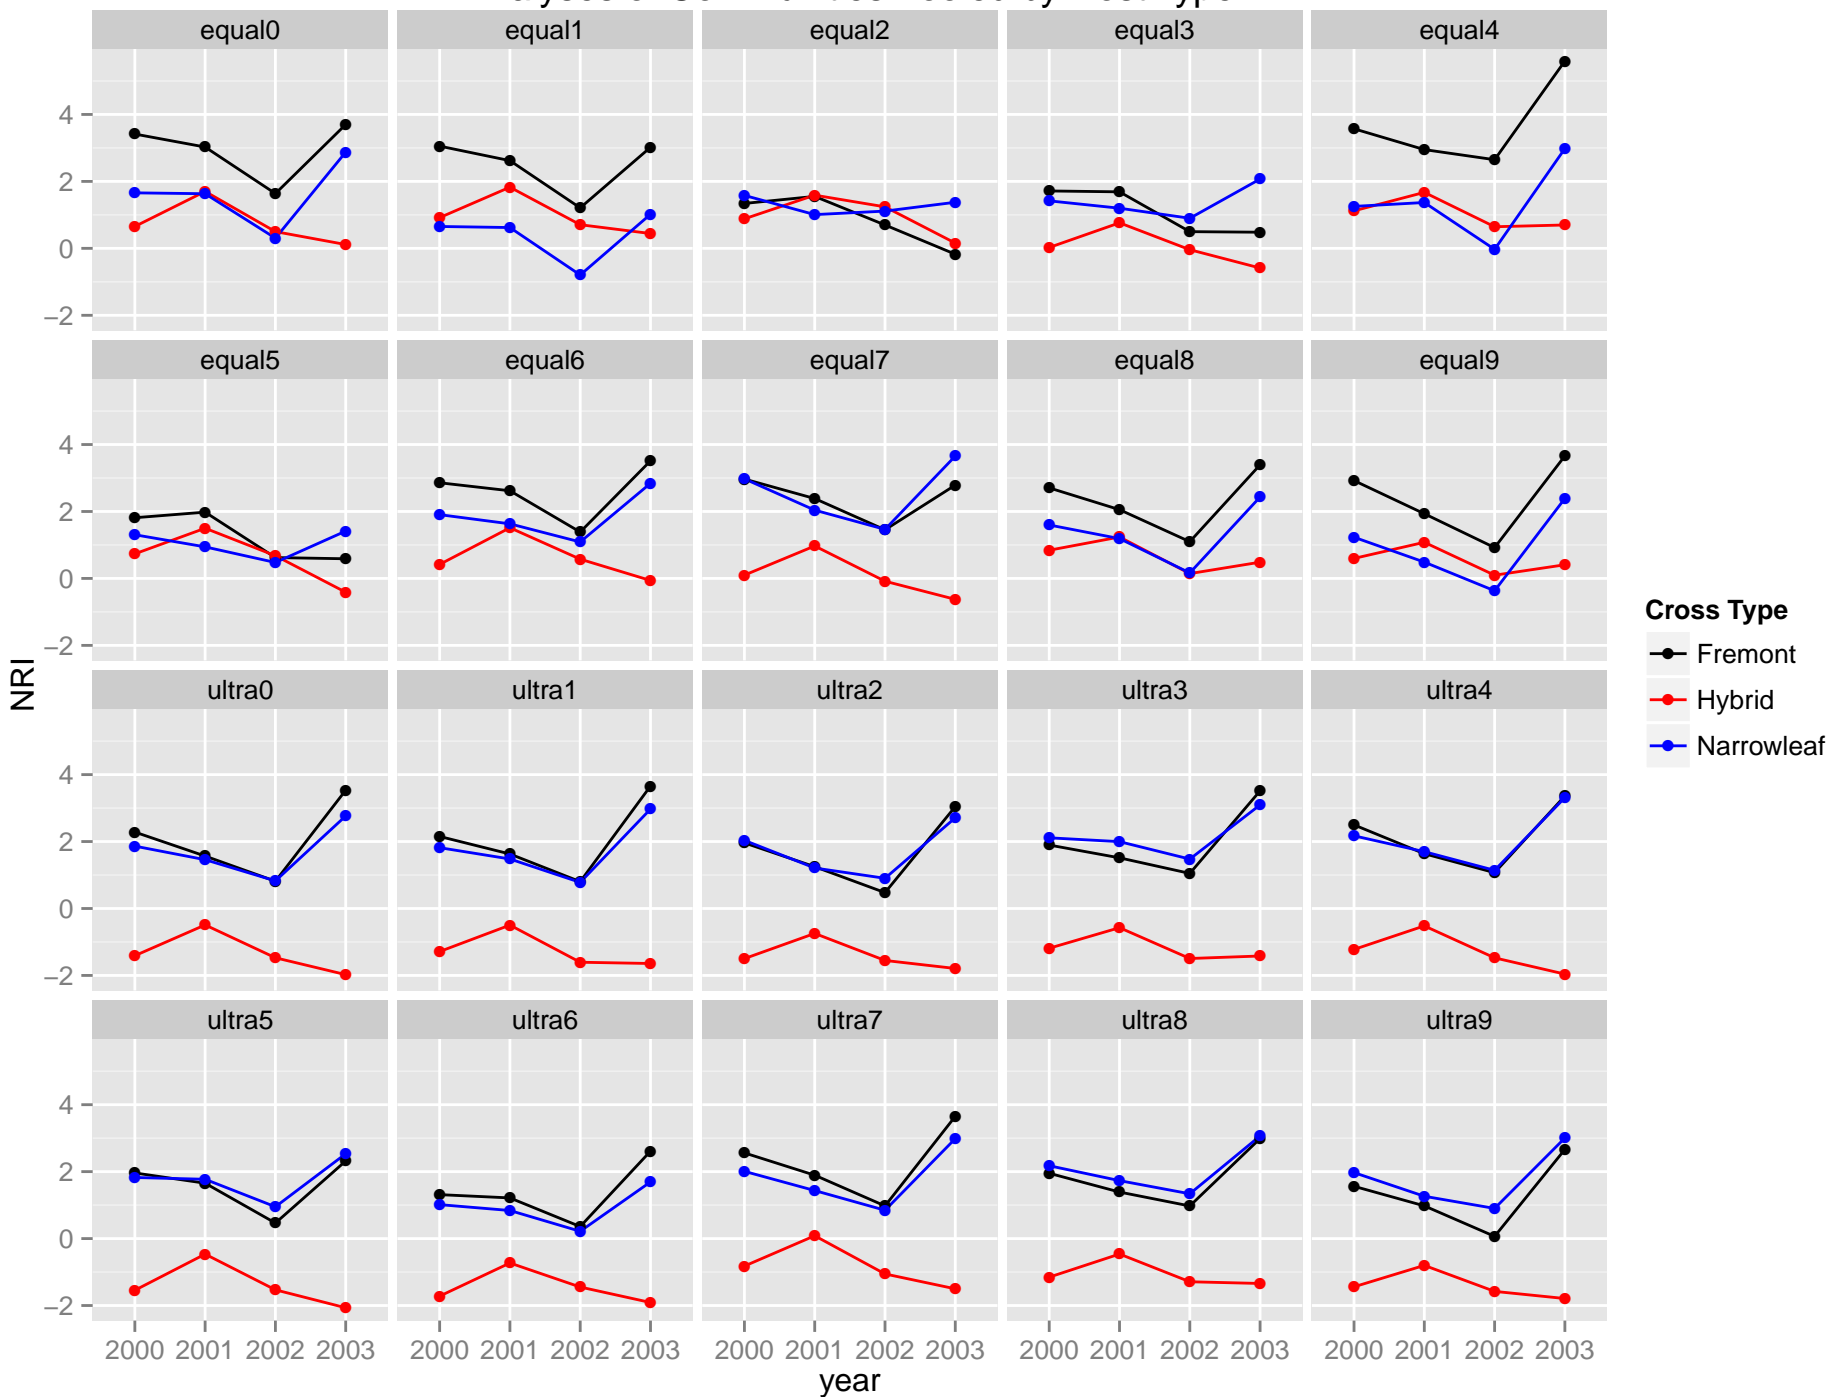 equal0 equal1 equal2 equal3 equal4
4
2
0
−2
equal5 equal6 equal7 equal8 equal9
4
2
0
−2
NRI
ultra0 ultra1 ultra2 ultra3 ultra4
4
2
0
−2
ultra5 ultra6 ultra7 ultra8 ultra9
4
2
0
−2
2000 2001 2002 2003 2000 2001 2002 2003 2000 2001 2002 2003 2000 2001 2002 2003 2000 2001 2002 2003
year
Cross Type
Fremont
Hybrid
Narrowleaf